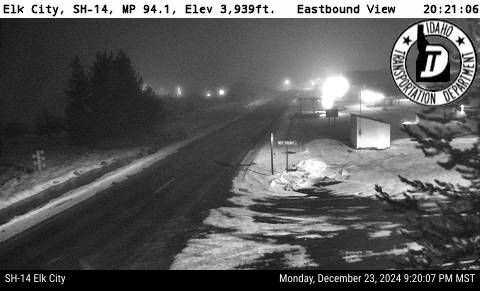 Elk City, SH-14, MP 94.1, Elev 3,939ft.   Eastbound View   20:21:06
IDAHO
TRANSPORTATION DEPARTMENT
SH-14 Elk City
Monday, December 23, 2024 9:20:07 PM MST